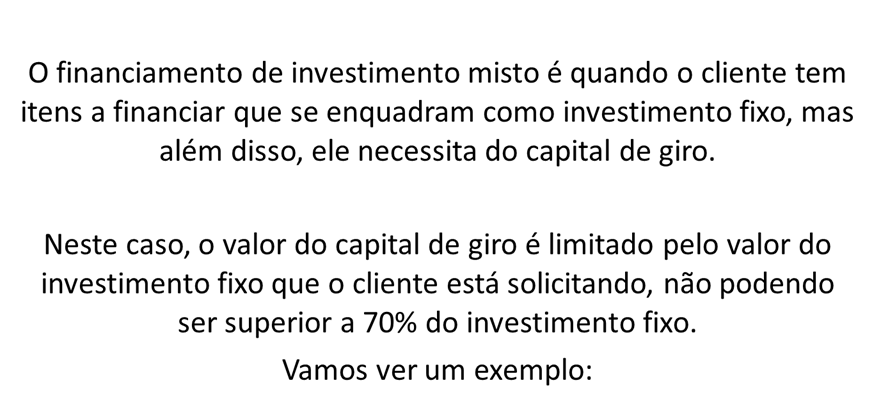 O financiamento de investimento misto é quando o cliente tem
itens a financiar que se enquadram como investimento fixo, mas
além disso, ele necessita do capital de giro.
Neste caso, o valor do capital de giro é limitado pelo valor do
investimento fixo que o cliente está solicitando, não podendo
ser superior a 70% do investimento fixo.
Vamos ver um exemplo: